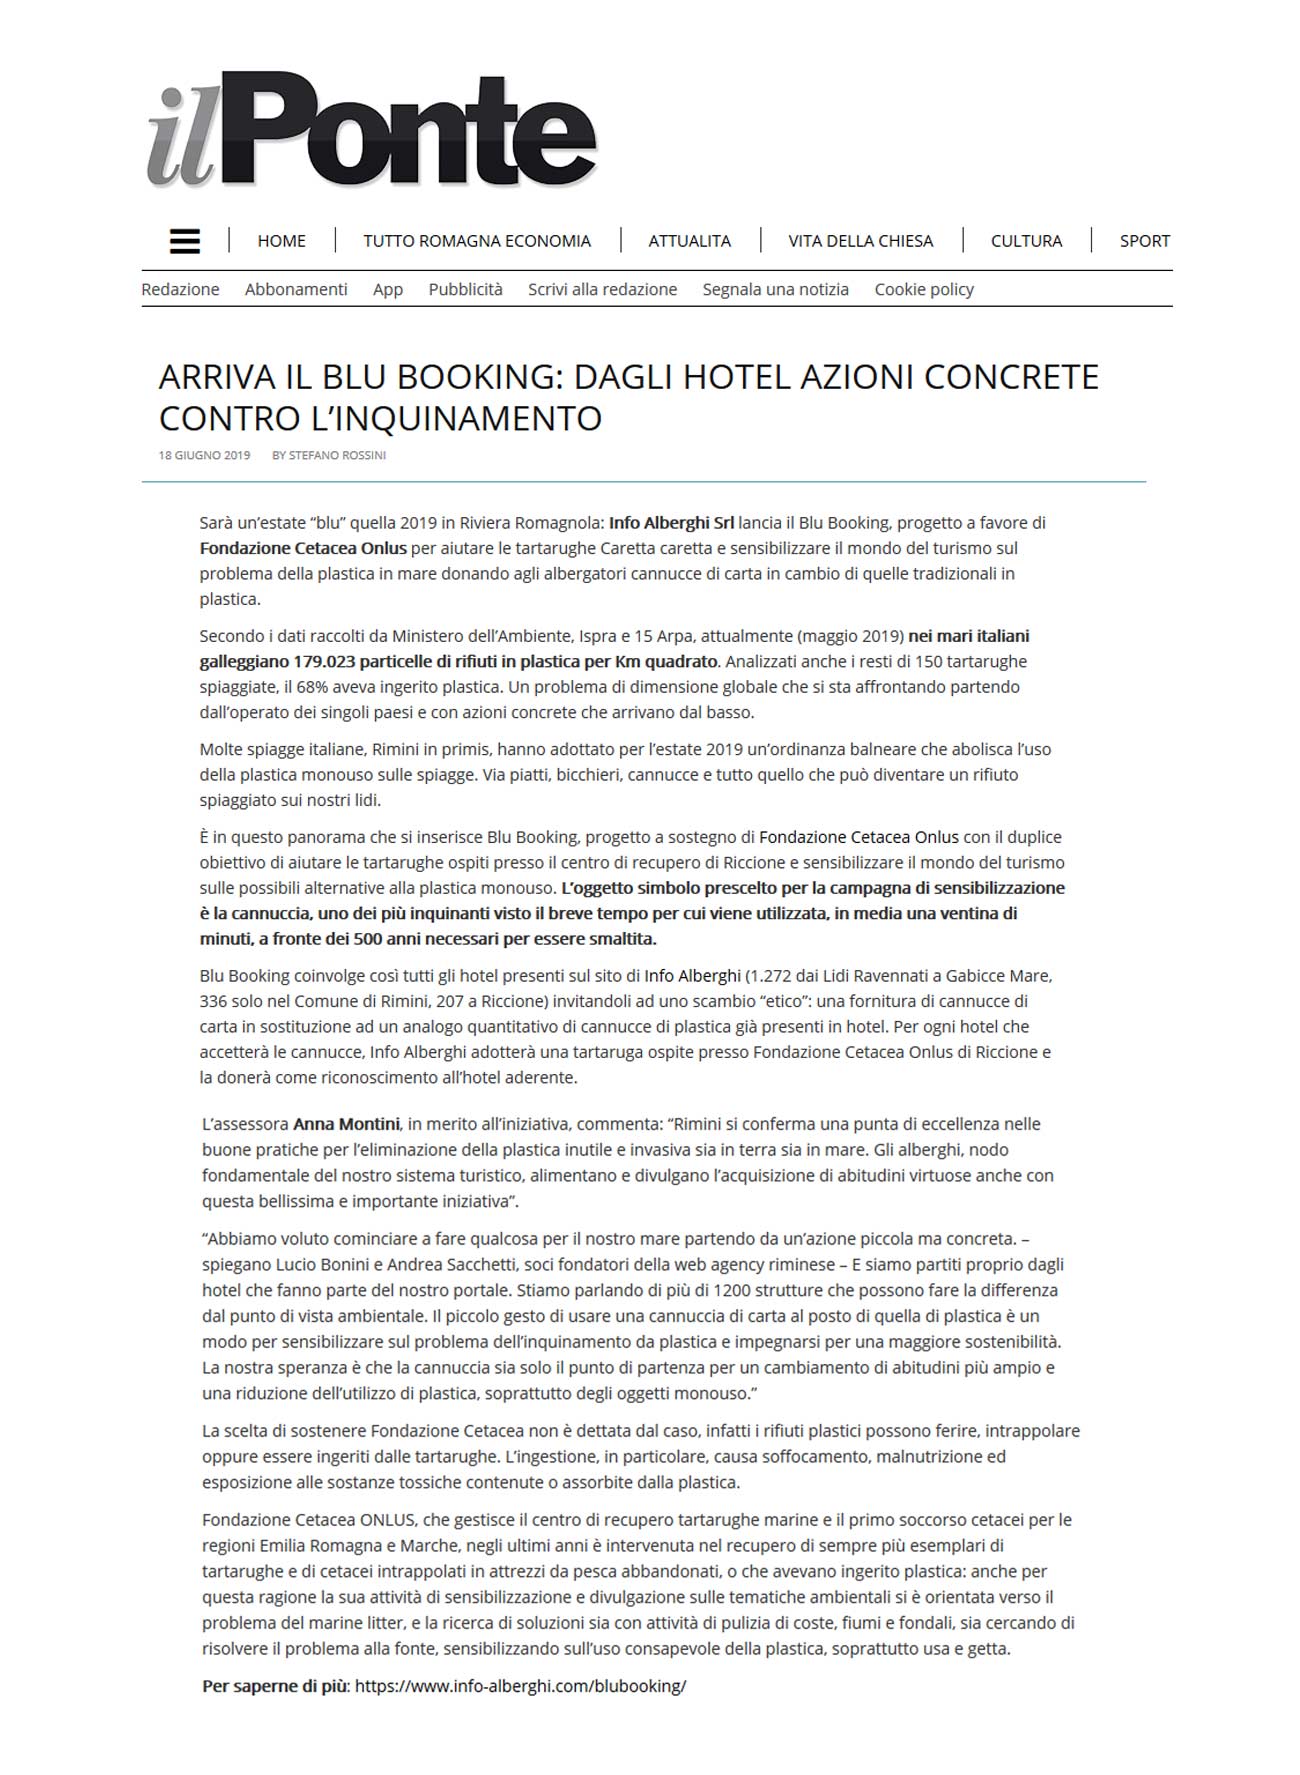 ilPonte
HOME
TUTTO ROMAGNA ECONOMIA
ATTUALITA
VITA DELLA CHIESA
CULTURA
SPORT
Redazione
Abbonamenti
App
Pubblicità
Scrivi alla redazione
Segnala una notizia
Cookie policy
ARRIVA IL BLU BOOKING: DAGLI HOTEL AZIONI CONCRETE
CONTRO L’INQUINAMENTO
18 GIUGNO 2019 BY STEFANO ROSSINI
Sarà un’estate “blu” quella 2019 in Riviera Romagnola: Info Alberghi Srl lancia il Blu Booking, progetto a favore di
Fondazione Cetacea Onlus per aiutare le tartarughe Caretta caretta e sensibilizzare il mondo del turismo sul
problema della plastica in mare donando agli albergatori cannucce di carta in cambio di quelle tradizionali in
plastica.
Secondo i dati raccolti da Ministero dell’Ambiente, Ispra e 15 Arpa, attualmente (maggio 2019) nei mari italiani
galleggiano 179.023 particelle di rifiuti in plastica per Km quadrato. Analizzati anche i resti di 150 tartarughe
spiaggiate, il 68% aveva ingerito plastica. Un problema di dimensione globale che si sta affrontando partendo
dall’operato dei singoli paesi e con azioni concrete che arrivano dal basso.
Molte spiagge italiane, Rimini in primis, hanno adottato per l’estate 2019 un’ordinanza balneare che abolisca l’uso
della plastica monouso sulle spiagge. Via piatti, bicchieri, cannucce e tutto quello che può diventare un rifiuto
spiaggiato sui nostri lidi.
È in questo panorama che si inserisce Blu Booking, progetto a sostegno di Fondazione Cetacea Onlus con il duplice
obiettivo di aiutare le tartarughe ospiti presso il centro di recupero di Riccione e sensibilizzare il mondo del turismo
sulle possibili alternative alla plastica monouso. L’oggetto simbolo prescelto per la campagna di sensibilizzazione
è la cannuccia, uno dei più inquinanti visto il breve tempo per cui viene utilizzata, in media una ventina di
minuti, a fronte dei 500 anni necessari per essere smaltita.
Blu Booking coinvolge così tutti gli hotel presenti sul sito di Info Alberghi (1.272 dai Lidi Ravennati a Gabicce Mare,
336 solo nel Comune di Rimini, 207 a Riccione) invitandoli ad uno scambio “etico”: una fornitura di cannucce di
carta in sostituzione ad un analogo quantitativo di cannucce di plastica già presenti in hotel. Per ogni hotel che
accetterà le cannucce, Info Alberghi adotterà una tartaruga ospite presso Fondazione Cetacea Onlus di Riccione e
la donerà come riconoscimento all’hotel aderente.
L’assessora Anna Montini, in merito all’iniziativa, commenta: “Rimini si conferma una punta di eccellenza nelle
buone pratiche per l’eliminazione della plastica inutile e invasiva sia in terra sia in mare. Gli alberghi, nodo
fondamentale del nostro sistema turistico, alimentano e divulgano l’acquisizione di abitudini virtuose anche con
questa bellissima e importante iniziativa”.
“Abbiamo voluto cominciare a fare qualcosa per il nostro mare partendo da un’azione piccola ma concreta. –
spiegano Lucio Bonini e Andrea Sacchetti, soci fondatori della web agency riminese – E siamo partiti proprio dagli
hotel che fanno parte del nostro portale. Stiamo parlando di più di 1200 strutture che possono fare la differenza
dal punto di vista ambientale. Il piccolo gesto di usare una cannuccia di carta al posto di quella di plastica è un
modo per sensibilizzare sul problema dell’inquinamento da plastica e impegnarsi per una maggiore sostenibilità.
La nostra speranza è che la cannuccia sia solo il punto di partenza per un cambiamento di abitudini più ampio e
una riduzione dell’utilizzo di plastica, soprattutto degli oggetti monouso.”
La scelta di sostenere Fondazione Cetacea non è dettata dal caso, infatti i rifiuti plastici possono ferire, intrappolare
oppure essere ingeriti dalle tartarughe. L’ingestione, in particolare, causa soffocamento, malnutrizione ed
esposizione alle sostanze tossiche contenute o assorbite dalla plastica.
Fondazione Cetacea ONLUS, che gestisce il centro di recupero tartarughe marine e il primo soccorso cetacei per le
regioni Emilia Romagna e Marche, negli ultimi anni è intervenuta nel recupero di sempre più esemplari di
tartarughe e di cetacei intrappolati in attrezzi da pesca abbandonati, o che avevano ingerito plastica: anche per
questa ragione la sua attività di sensibilizzazione e divulgazione sulle tematiche ambientali si è orientata verso il
problema del marine litter, e la ricerca di soluzioni sia con attività di pulizia di coste, fiumi e fondali, sia cercando di
risolvere il problema alla fonte, sensibilizzando sull’uso consapevole della plastica, soprattutto usa e getta.
Per saperne di più: https://www.info-alberghi.com/blubooking/